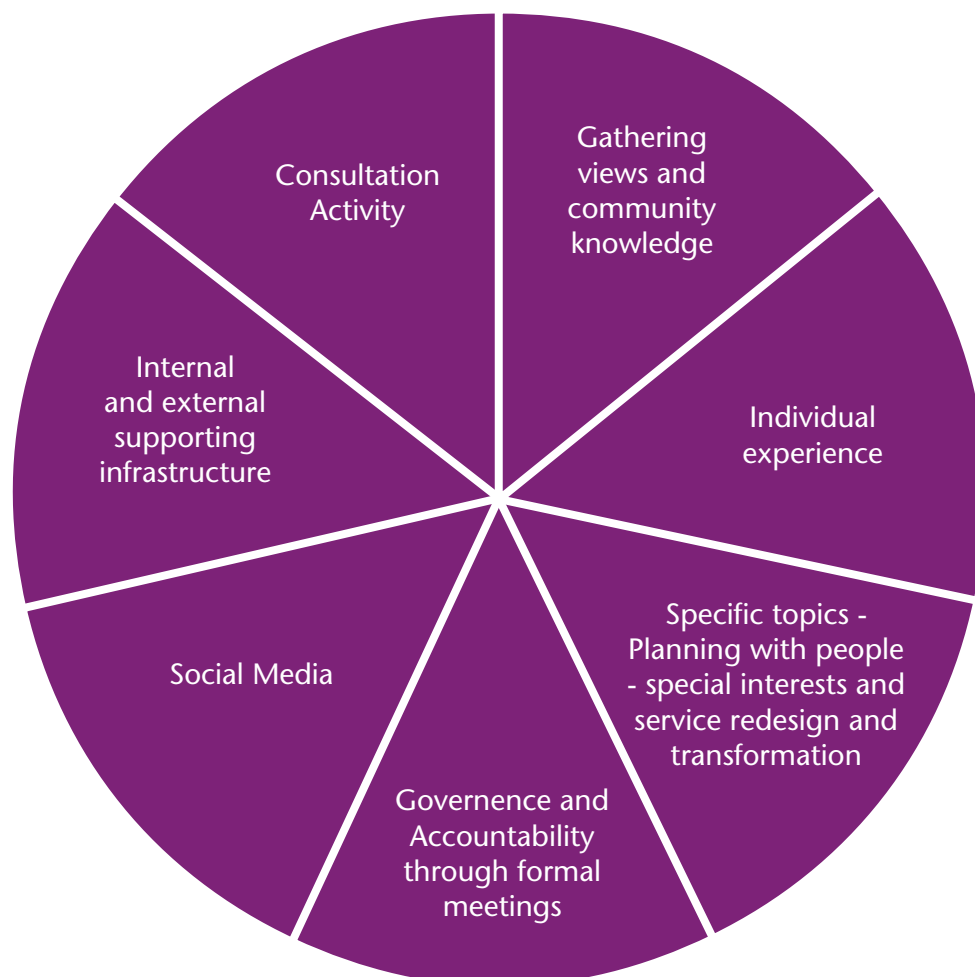 Gathering
views and
community
knowledge
Individual
experience
Specific topics -
Planning with people
- special interests and
service redesign and
transformation
Governence and
Accountability
through formal
meetings
Social Media
Internal
and external
supporting
infrastructure
Consultation
Activity